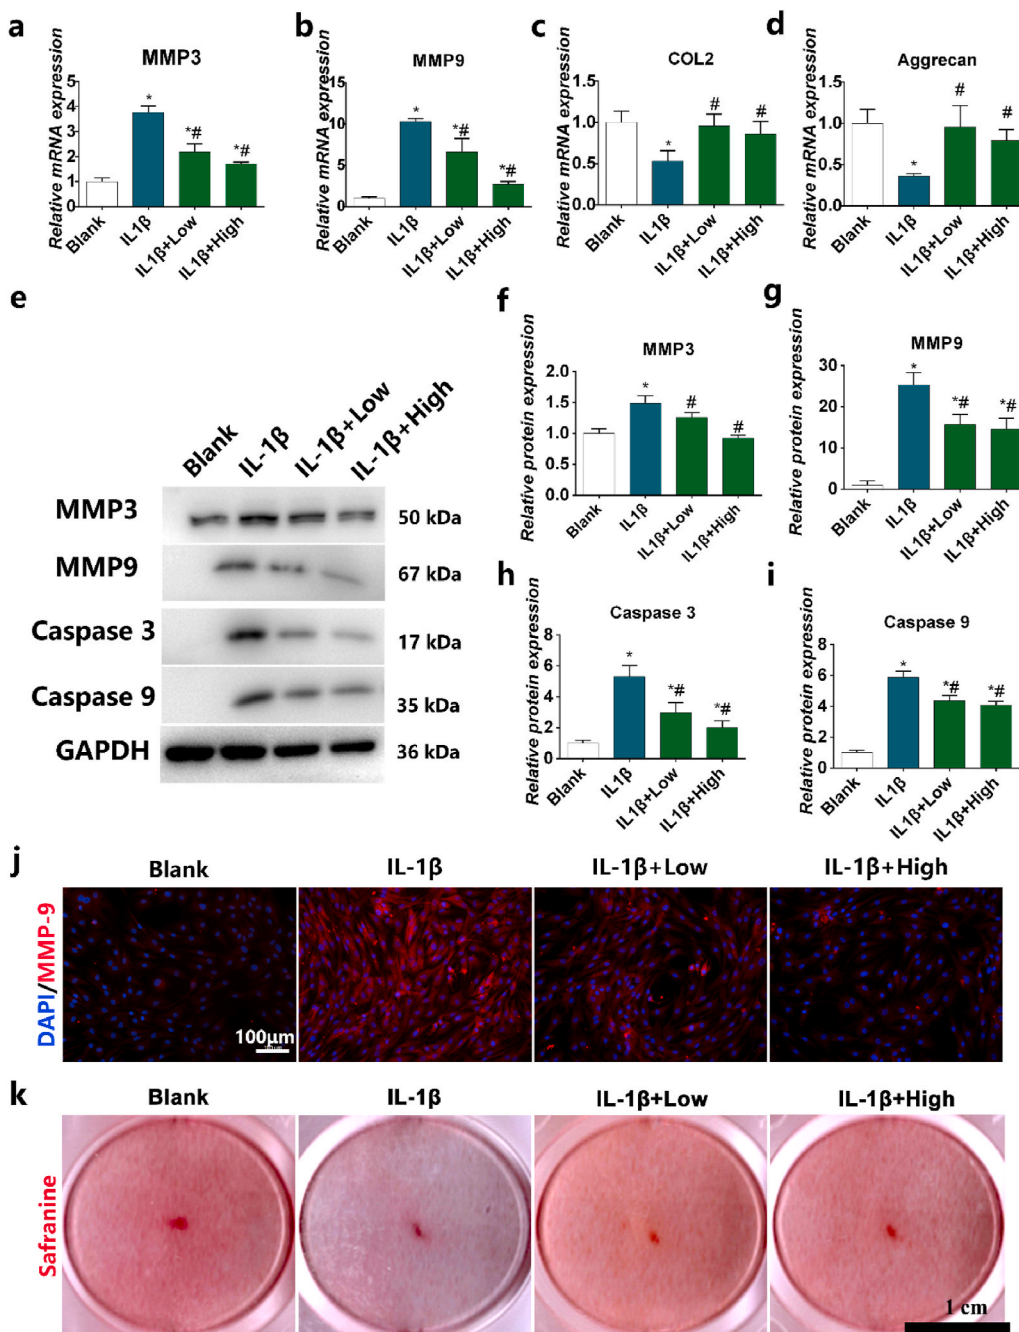 a
MMP3
Relative mRNA expression
5
4
3
2
1
0
*
*#
*#
Blank
IL1β
IL1β+Low
IL1β+High
b
MMP9
Relative mRNA expression
15
10
5
0
*
*#
*#
Blank
IL1β
IL1β+Low
IL1β+High
c
COL2
Relative mRNA expression
1.5
1.0
0.5
0.0
*
#
#
Blank
IL1β
IL1β+Low
IL1β+High
d
Aggrecan
Relative mRNA expression
1.5
1.0
0.5
0.0
*
#
#
Blank
IL1β
IL1β+Low
IL1β+High
e
Blank
IL-1β
IL-1β+Low
IL-1β+High
MMP3
50 kDa
MMP9
67 kDa
Caspase 3
17 kDa
Caspase 9
35 kDa
GAPDH
36 kDa
f
MMP3
Relative protein expression
2.0
1.5
1.0
0.5
0.0
*
#
#
Blank
IL1β
IL1β+Low
IL1β+High
g
MMP9
Relative protein expression
30
20
10
0
*
*#
*#
Blank
IL1β
IL1β+Low
IL1β+High
h
Caspase 3
Relative protein expression
8
6
4
2
0
*
*#
*#
Blank
IL1β
IL1β+Low
IL1β+High
i
Caspase 9
Relative protein expression
8
6
4
2
0
*
*#
*#
Blank
IL1β
IL1β+Low
IL1β+High
j
Blank
IL-1β
IL-1β+Low
IL-1β+High
DAPI/MMP-9
100μm
k
Blank
IL-1β
IL-1β+Low
IL-1β+High
Safranine
1 cm